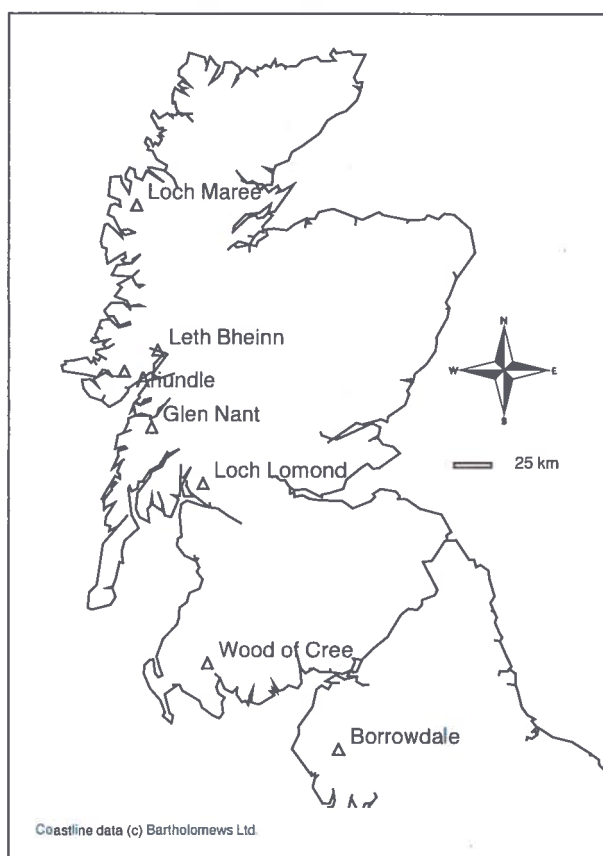 Loch Maree
Leth Bheinn
Ariundle
Glen Nant
Loch Lomond
Wood of Cree
Borrowdale
N
W E
S
25 km
Coastline data (c) Bartholomews Ltd.